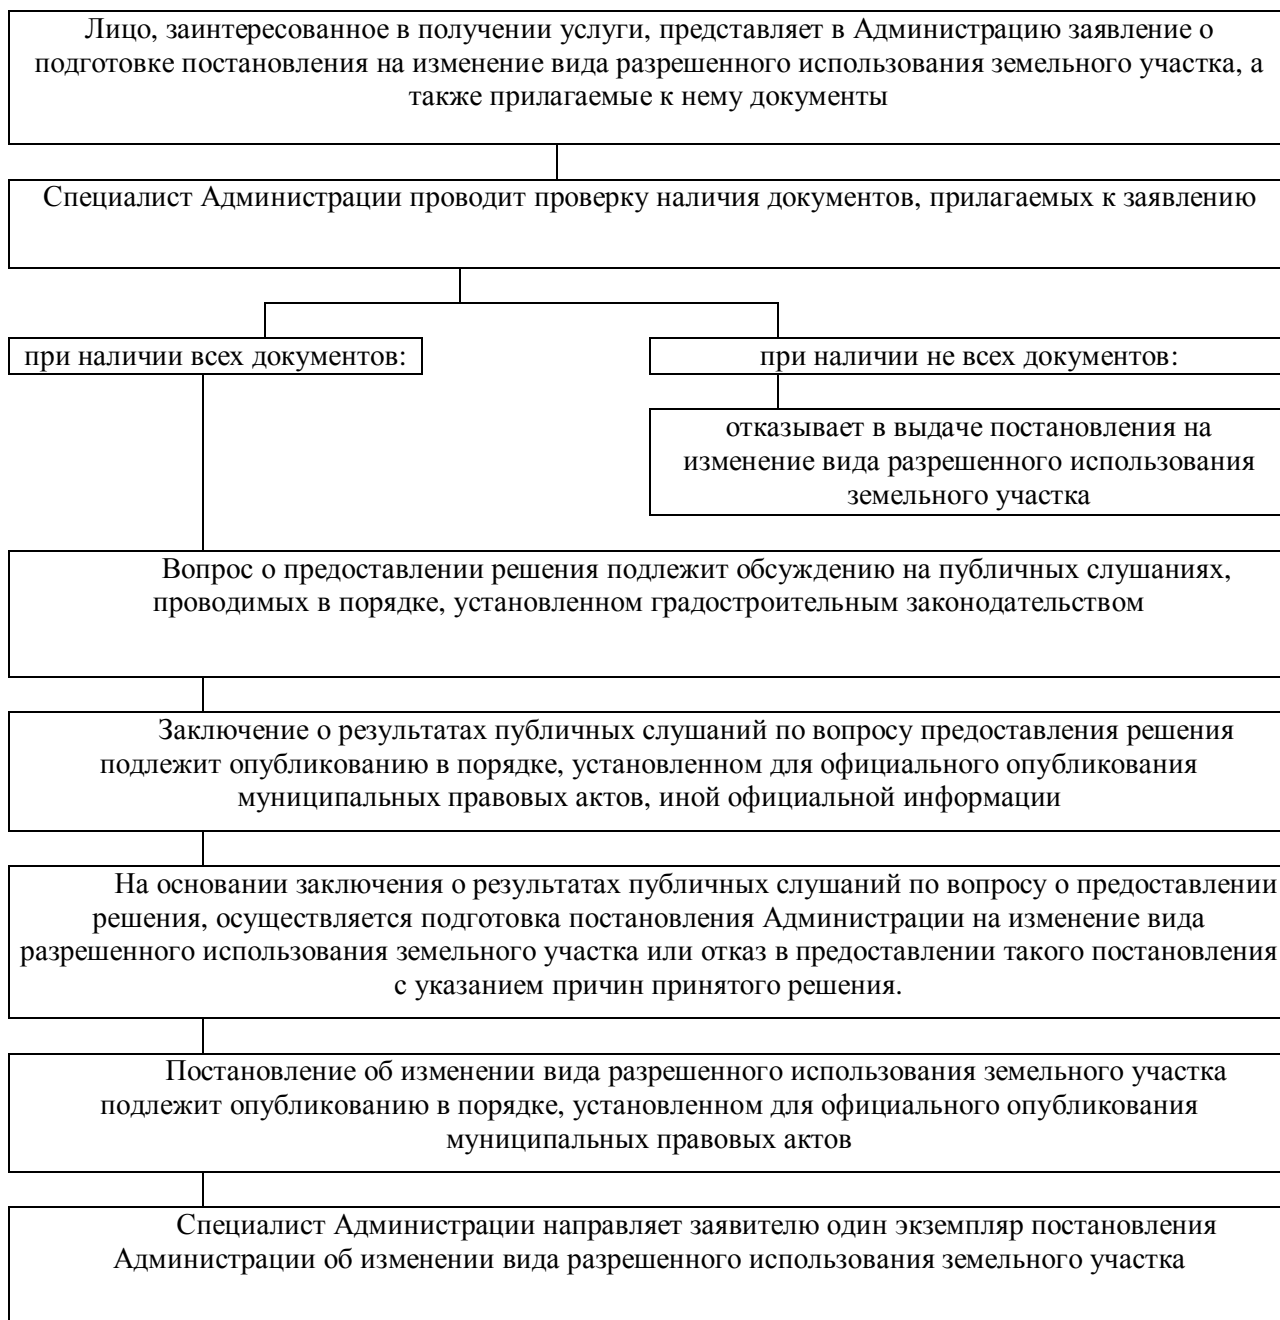 Лицо, заинтересованное в получении услуги, представляет в Администрацию заявление о
подготовке постановления на изменение вида разрешенного использования земельного участка, а
также прилагаемые к нему документы
Специалист Администрации проводит проверку наличия документов, прилагаемых к заявлению
при наличии всех документов:
при наличии не всех документов:
отказывает в выдаче постановления на
изменение вида разрешенного использования
земельного участка
Вопрос о предоставлении решения подлежит обсуждению на публичных слушаниях,
проводимых в порядке, установленном градостроительным законодательством
Заключение о результатах публичных слушаний по вопросу предоставления решения
подлежит опубликованию в порядке, установленном для официального опубликования
муниципальных правовых актов, иной официальной информации
На основании заключения о результатах публичных слушаний по вопросу о предоставлении
решения, осуществляется подготовка постановления Администрации на изменение вида
разрешенного использования земельного участка или отказ в предоставлении такого постановления
с указанием причин принятого решения.
Постановление об изменении вида разрешенного использования земельного участка
подлежит опубликованию в порядке, установленном для официального опубликования
муниципальных правовых актов
Специалист Администрации направляет заявителю один экземпляр постановления
Администрации об изменении вида разрешенного использования земельного участка